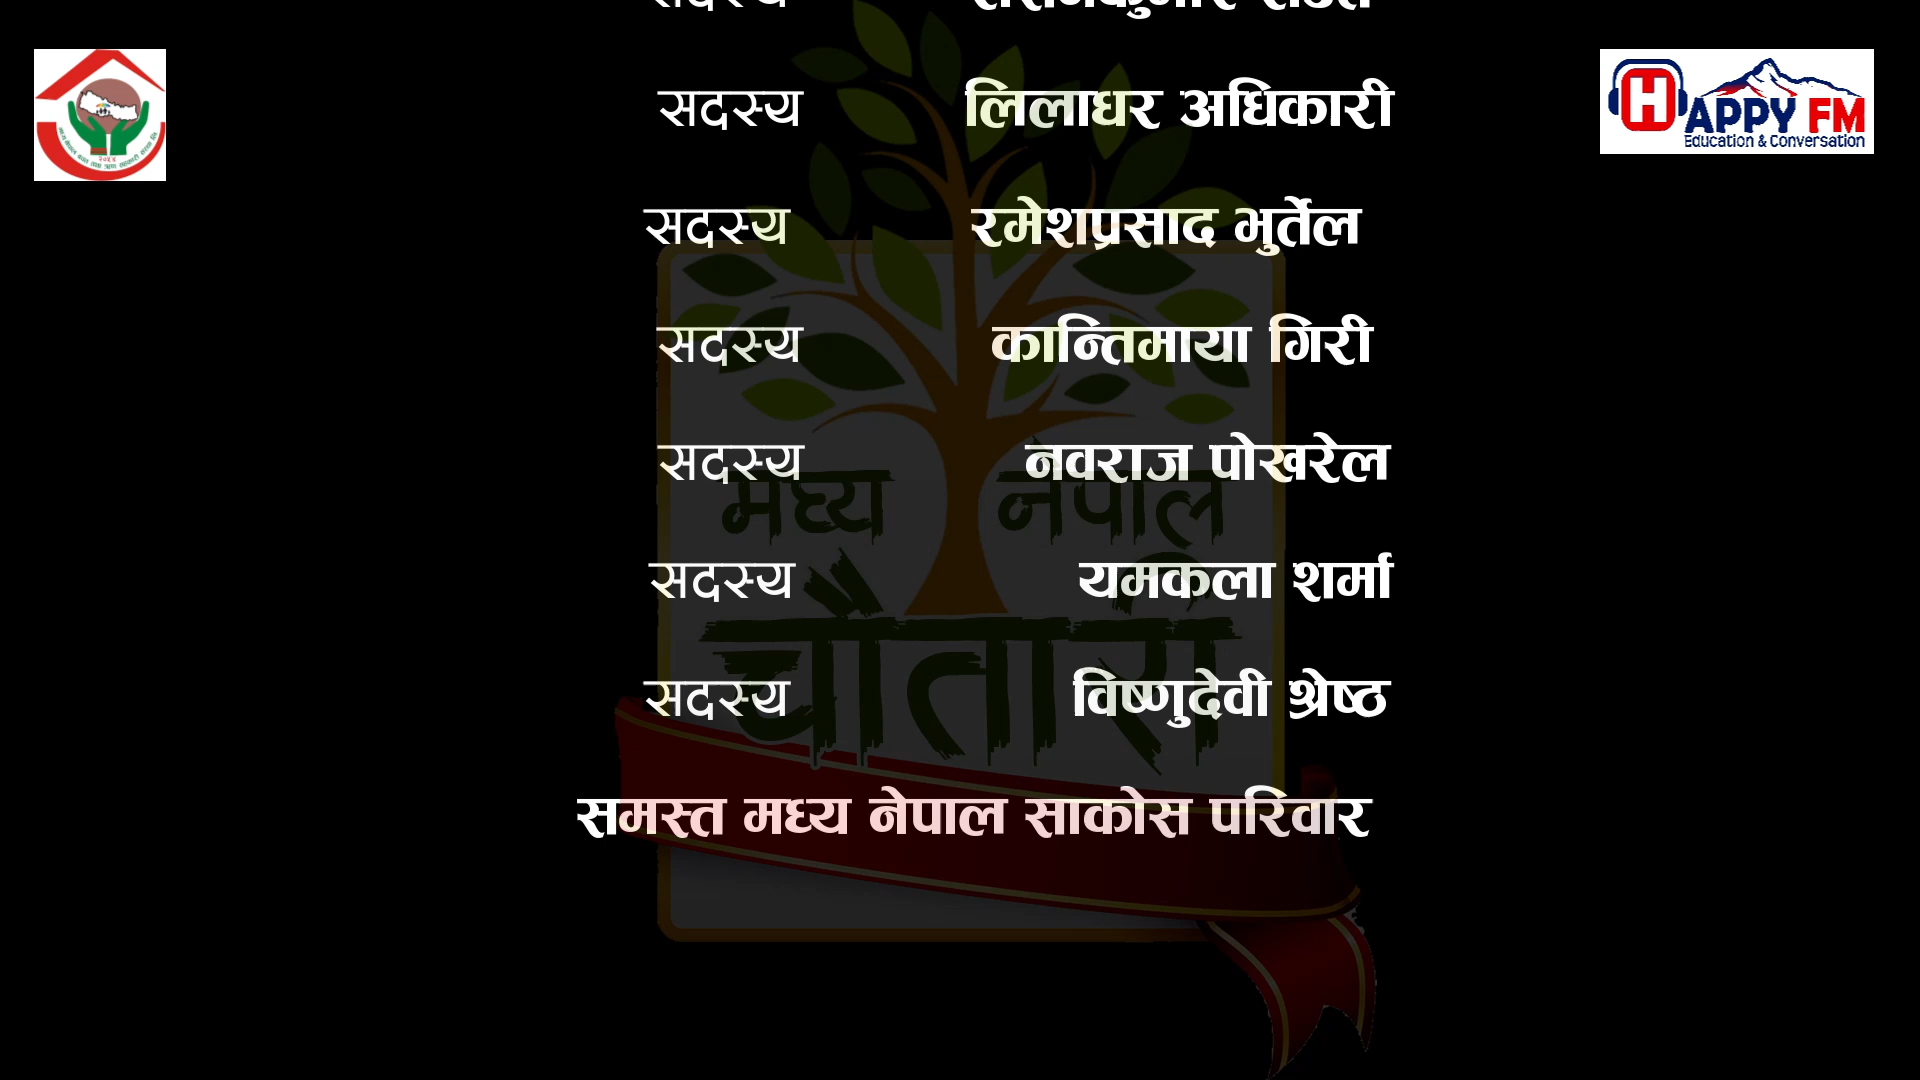 सदस्य लिलाधर अधिकारी
HAPPY FM
Education & Conversation
सदस्य रमेशप्रसाद भुर्तेल
सदस्य कान्तिमाया गिरी
सदस्य नवराज पोखरेल
मध्य नेपाल
सदस्य यमकला शर्मा
चौतारी
सदस्य विष्णुदेवी श्रेष्ठ
समस्त मध्य नेपाल साकोस परिवार